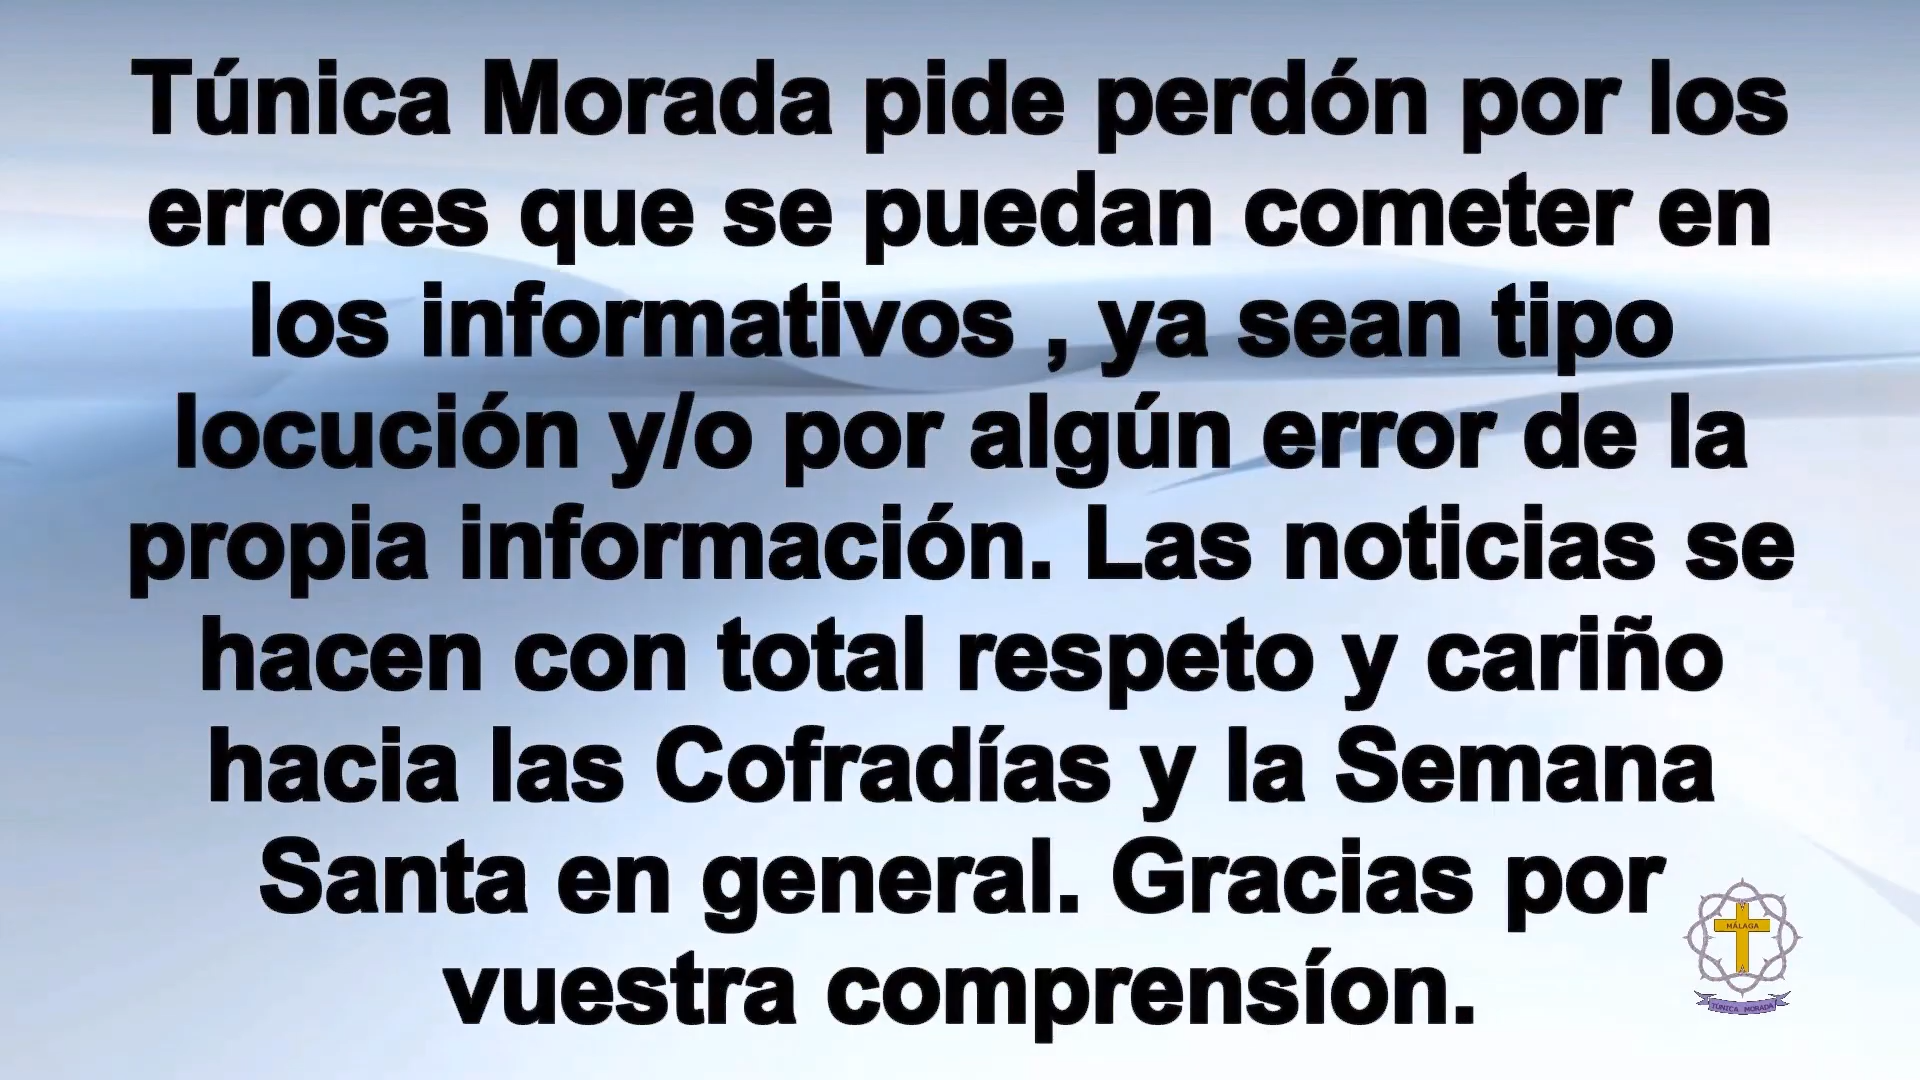 Túnica Morada pide perdón por los
errores que se puedan cometer en
los informativos , ya sean tipo
locución y/o por algún error de la
propia información. Las noticias se
hacen con total respeto y cariño
hacia las Cofradías y la Semana
Santa en general. Gracias por
vuestra comprensíon.
MÁLAGA
TÚNICA MORADA